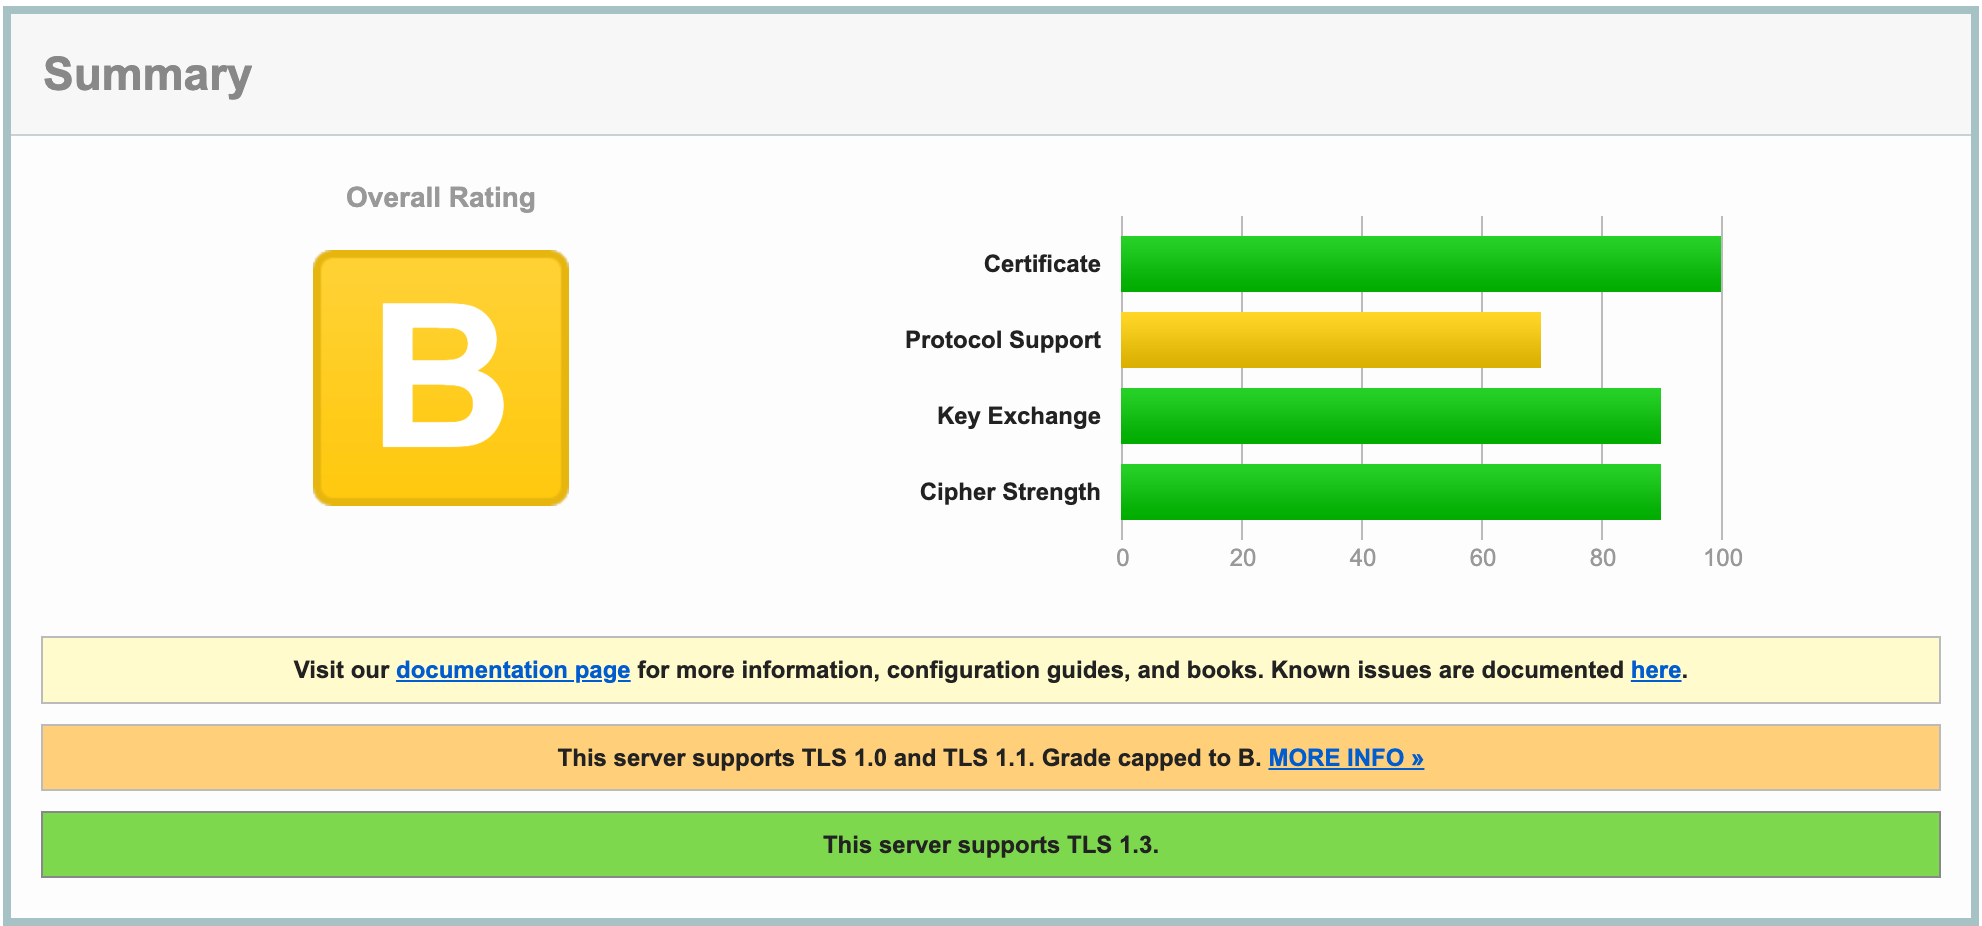 Summary
Overall Rating
B
Certificate
Protocol Support
Key Exchange
Cipher Strength
0 20 40 60 80 100
Visit our documentation page for more information, configuration guides, and books. Known issues are documented here.
This server supports TLS 1.0 and TLS 1.1. Grade capped to B. MORE INFO »
This server supports TLS 1.3.